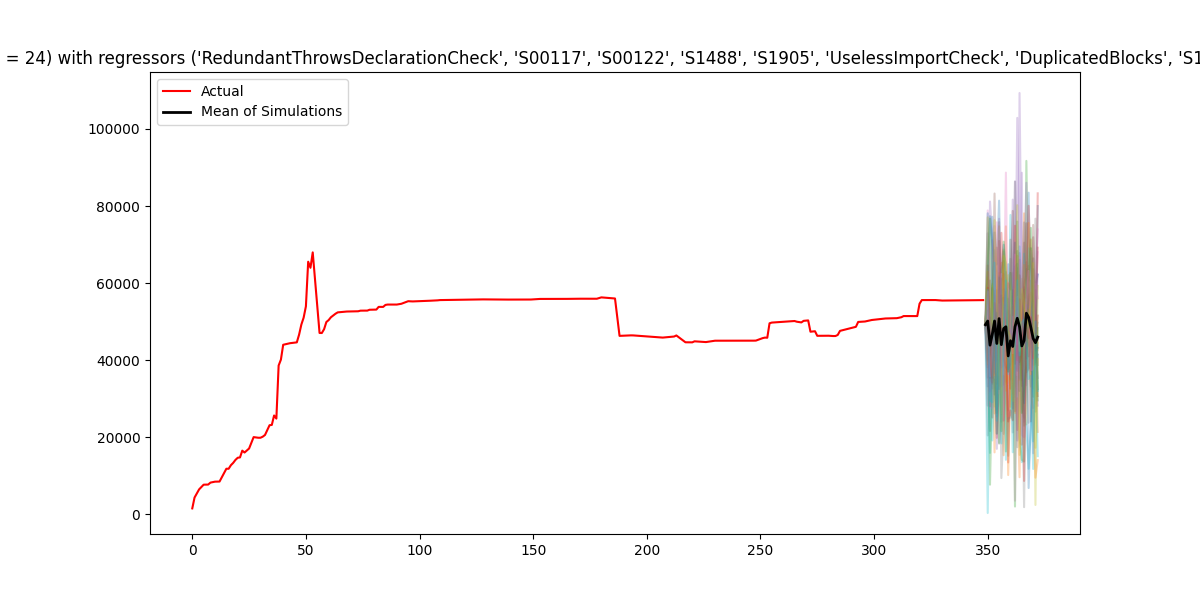 = 24) with regressors ('RedundantThrowsDeclarationCheck', 'S00117', 'S00122', 'S1488', 'S1905', 'UselessImportCheck', 'DuplicatedBlocks', 'S1
Actual
Mean of Simulations
100000
80000
60000
40000
20000
0
0 50 100 150 200 250 300 350